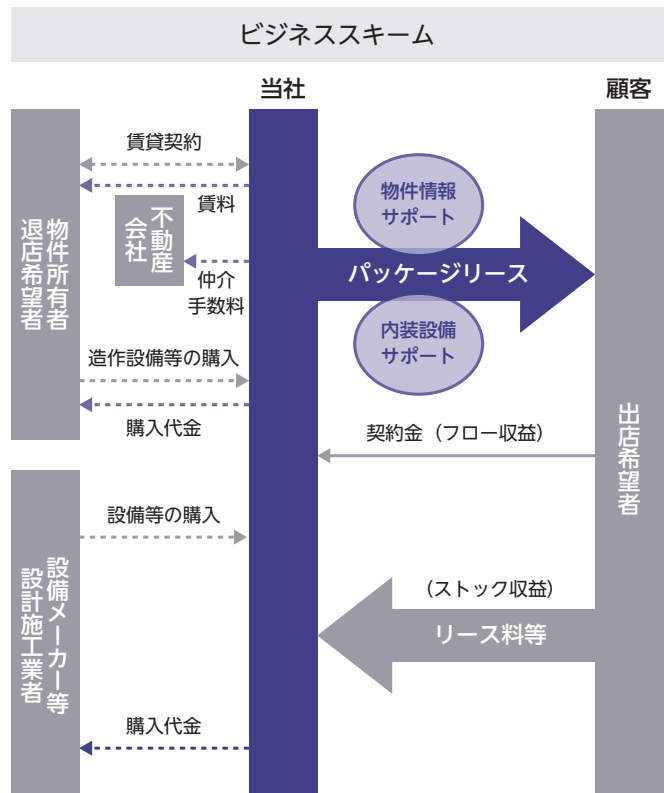 ビジネススキーム
当社
顧客
賃貸契約
賃料
不動産
会社
仲介
手数料
物件所有者
退店希望者
造作設備等の購入
購入代金
物件情報
サポート
パッケージリース
内装設備
サポート
契約金（フロー収益）
出店希望者
設備等の購入
設備メーカー等
設計施工業者
（ストック収益）
リース料等
購入代金